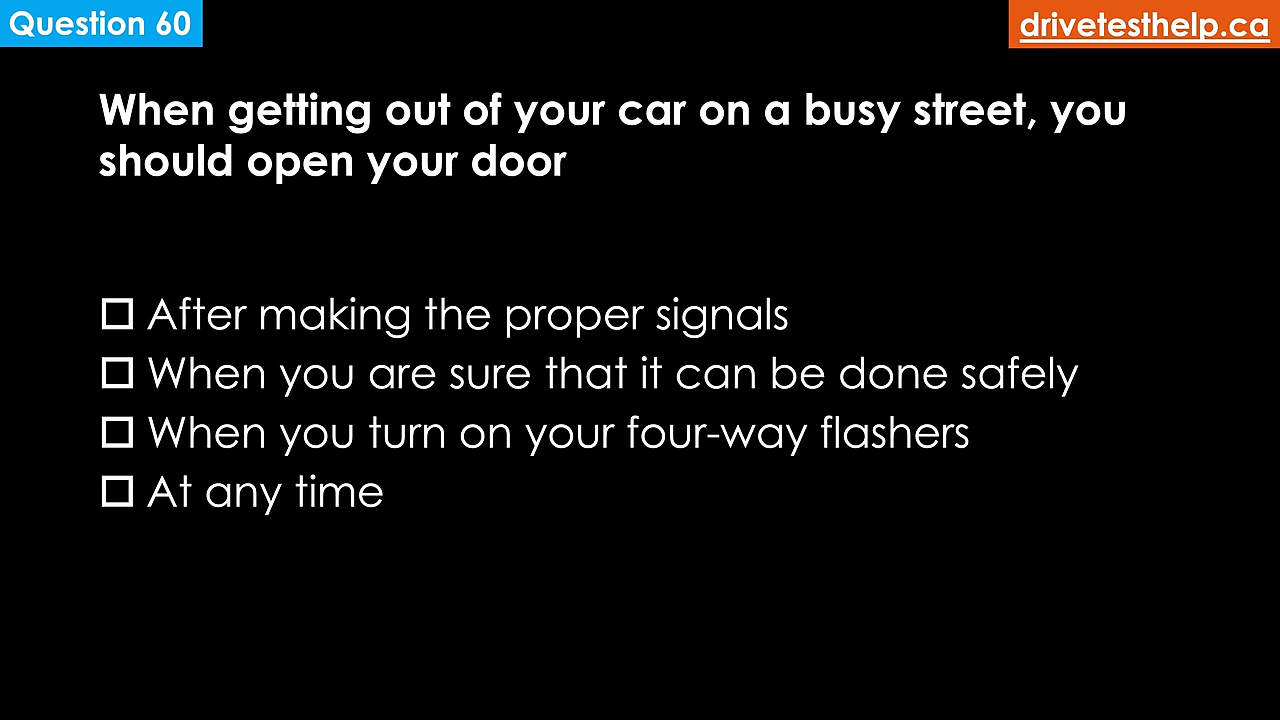 Question 60
drivetesthelp.ca
When getting out of your car on a busy street, you
should open your door
☐ After making the proper signals
☐ When you are sure that it can be done safely
☐ When you turn on your four-way flashers
☐ At any time